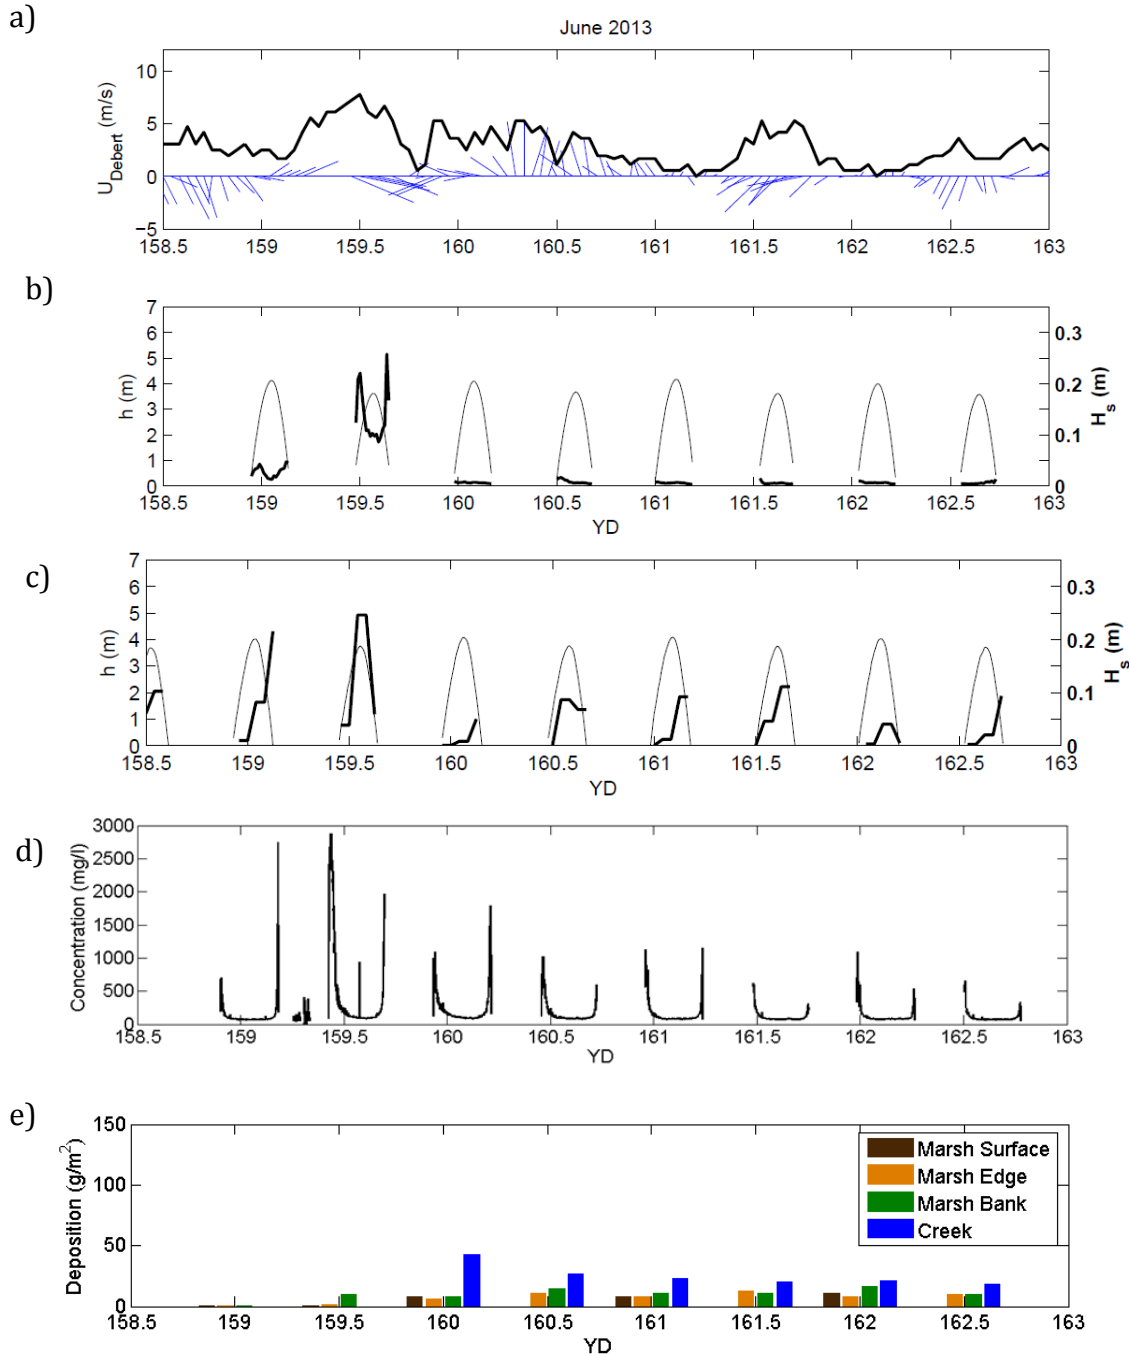 a)
June 2013
U_Debert (m/s)
10
5
0
−5
158.5 159 159.5 160 160.5 161 161.5 162 162.5 163
b)
h (m)
7
6
5
4
3
2
1
0
0.3
0.2
0.1
0
H_s (m)
158.5 159 159.5 160 160.5 161 161.5 162 162.5 163
YD
c)
h (m)
7
6
5
4
3
2
1
0
0.3
0.2
0.1
0
H_s (m)
158.5 159 159.5 160 160.5 161 161.5 162 162.5 163
YD
d)
Concentration (mg/l)
3000
2500
2000
1500
1000
500
0
158.5 159 159.5 160 160.5 161 161.5 162 162.5 163
YD
e)
Deposition (g/m²)
150
100
50
0
Marsh Surface
Marsh Edge
Marsh Bank
Creek
158.5 159 159.5 160 160.5 161 161.5 162 162.5 163
YD